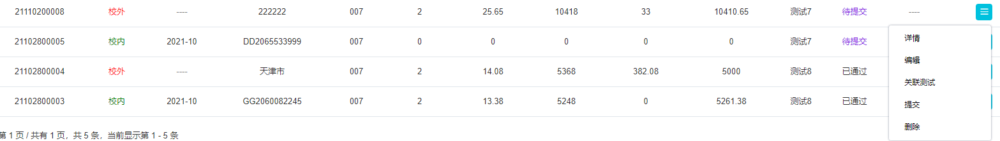 21110200008 校外 ---- 222222 007 2 25.65 10418 33 10410.65 测试7 待提交 ----
21102800005 校内 2021-10 DD2065533999 007 0 0 0 0 0 测试7 待提交
详情
编辑
21102800004 校外 ---- 天津市 007 2 14.08 5368 382.08 5000 测试8 已通过
关联测试
21102800003 校内 2021-10 GG2060082245 007 2 13.38 5248 0 5261.38 测试8 已通过
提交
删除
第 1 页 / 共有 1 页，共 5 条，当前显示第 1 - 5 条